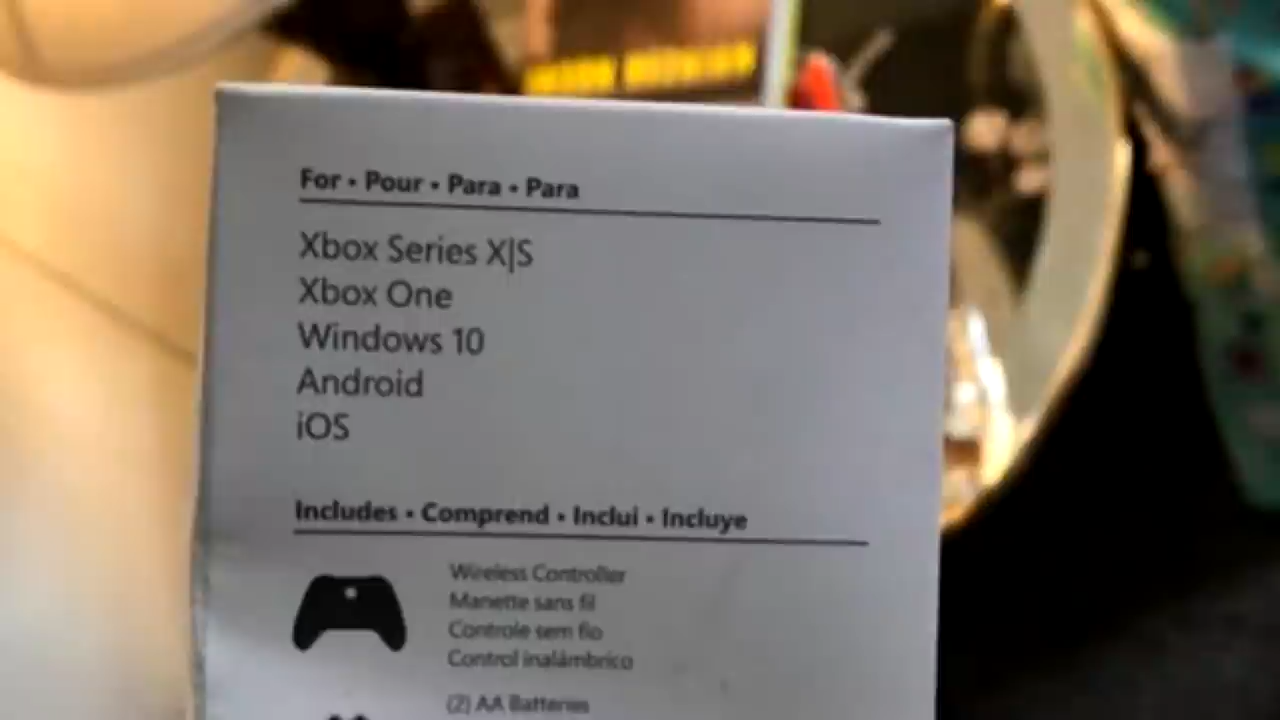 For • Pour • Para • Para
Xbox Series X|S
Xbox One
Windows 10
Android
iOS
Includes • Comprend • Inclui • Incluye
Wireless Controller
Manette sans fil
Controle sem fio
Control inalámbrico
(2) AA Batteries